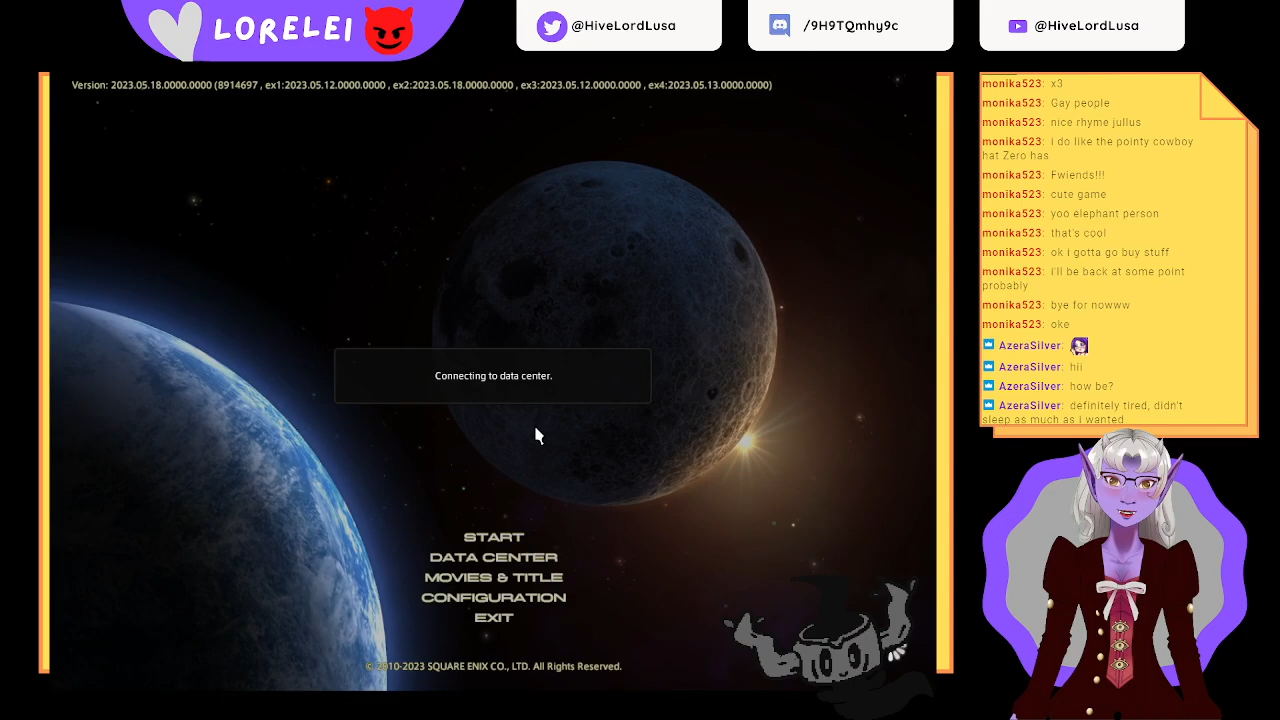 LORELEI
@HiveLordLusa
/9H9TQmhy9c
@HiveLordLusa
Version: 2023.05.18.0000.0000 (8914697 , ex1:2023.05.12.0000.0000 , ex2:2023.05.18.0000.0000 , ex3:2023.05.12.0000.0000 , ex4:2023.05.13.0000.0000)
Connecting to data center.
START
DATA CENTER
MOVIES & TITLE
CONFIGURATION
EXIT
© 2010-2023 SQUARE ENIX CO., LTD. All Rights Reserved.
monika523: x3
monika523: Gay people
monika523: nice rhyme jullus
monika523: i do like the pointy cowboy
hat Zero has
monika523: Fwiends!!!
monika523: cute game
monika523: yoo elephant person
monika523: that's cool
monika523: ok i gotta go buy stuff
monika523: i'll be back at some point
probably
monika523: bye for nowww
monika523: oke
AzeraSilver:
AzeraSilver: hii
AzeraSilver: how be?
AzeraSilver: definitely tired, didn't
sleep as much as i wanted